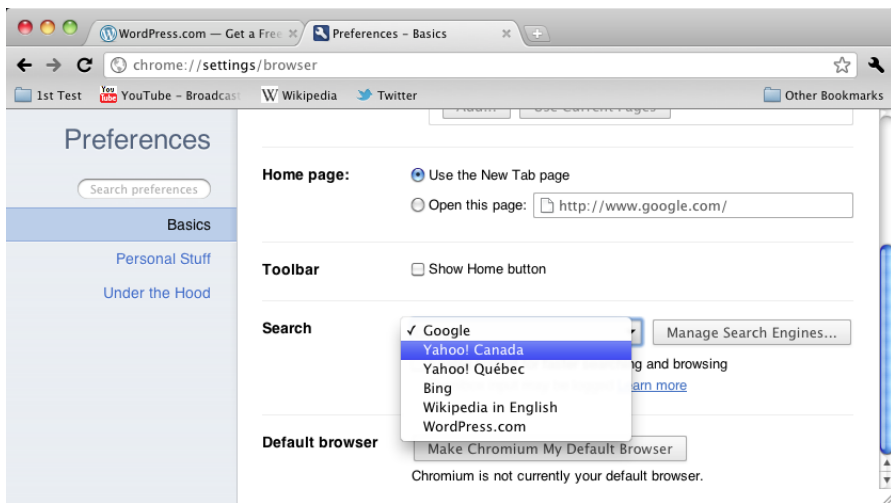 WordPress.com — Get a Free
Preferences – Basics
chrome://settings/browser
1st Test
You Tube
YouTube – Broadcast
W Wikipedia
Twitter
Other Bookmarks
Preferences
Search preferences
Basics
Personal Stuff
Under the Hood
Add...
Use Current Pages
Home page:
Use the New Tab page
Open this page:
http://www.google.com/
Toolbar
Show Home button
Search
✓ Google
Yahoo! Canada
Yahoo! Québec
Bing
Wikipedia in English
WordPress.com
Manage Search Engines...
and browsing
Learn more
Default browser
Make Chromium My Default Browser
Chromium is not currently your default browser.